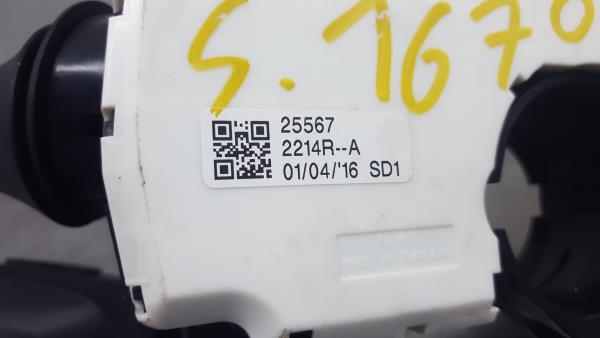 S. 1670
25567
2214R--A
01/04/'16 SD1